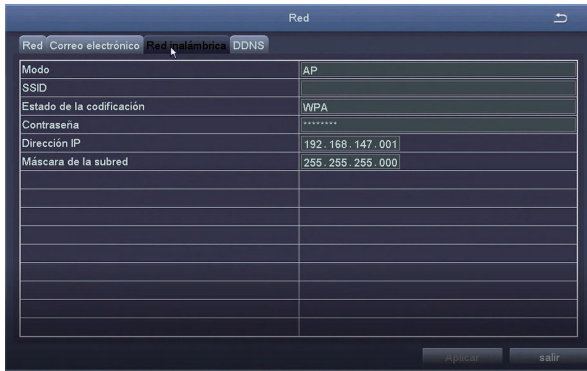 Red
Red Correo electrónico Red inalámbrica DDNS
Modo AP
SSID
Estado de la codificación WPA
Contraseña ********
Dirección IP 192.168.147.001
Máscara de la subred 255.255.255.000
Aplicar salir